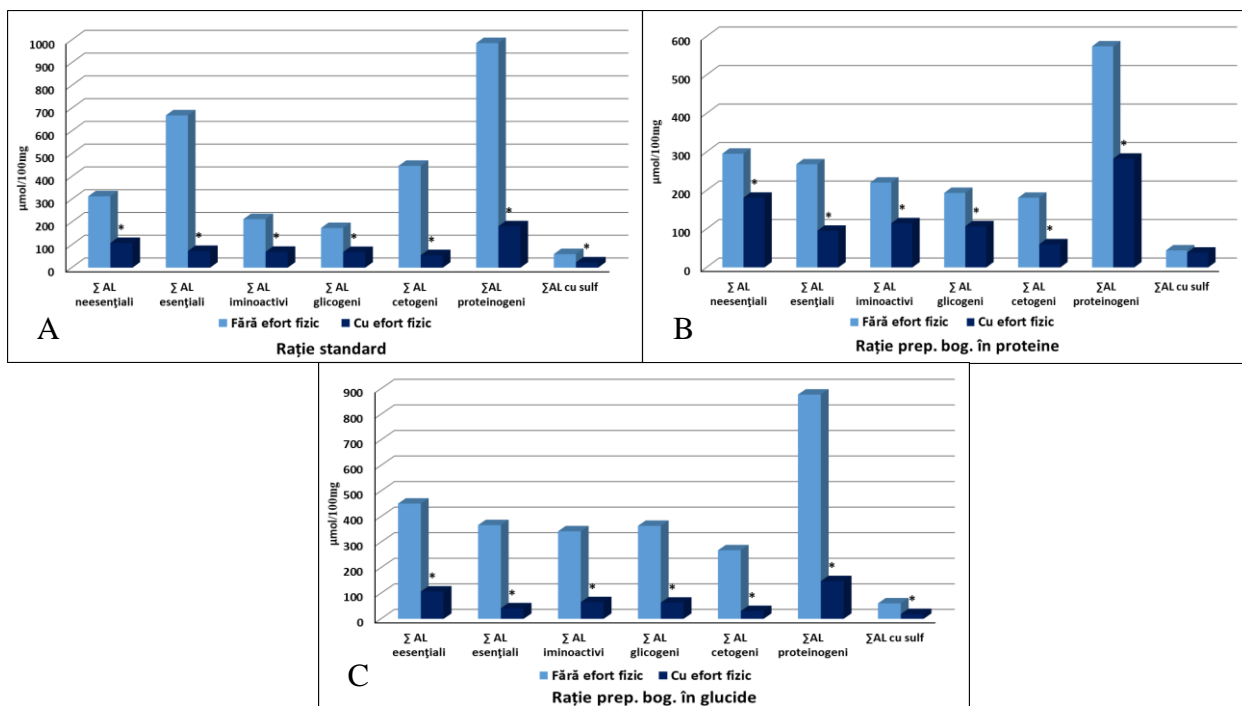 1000
900
800
700
600
500
400
300
200
100
0
µmol/100mg
* * * * * * *
∑ AL neesenţiali
∑ AL esenţiali
∑ AL iminoactivi
∑ AL glicogeni
∑ AL cetogeni
∑AL proteinogeni
∑AL cu sulf
Fără efort fizic Cu efort fizic
A
Rație standard
600
500
400
300
200
100
0
µmol/100mg
* * * * * *
∑ AL neesenţiali
∑ AL esenţiali
∑ AL iminoactivi
∑ AL glicogeni
∑ AL cetogeni
∑AL proteinogeni
∑AL cu sulf
Fără efort fizic Cu efort fizic
B
Rație prep. bog. în proteine
900
800
700
600
500
400
300
200
100
0
µmol/100mg
* * * * * * *
∑ AL eesenţiali
∑ AL esenţiali
∑ AL iminoactivi
∑ AL glicogeni
∑ AL cetogeni
∑AL proteinogeni
∑AL cu sulf
Fără efort fizic Cu efort fizic
C
Rație prep. bog. în glucide